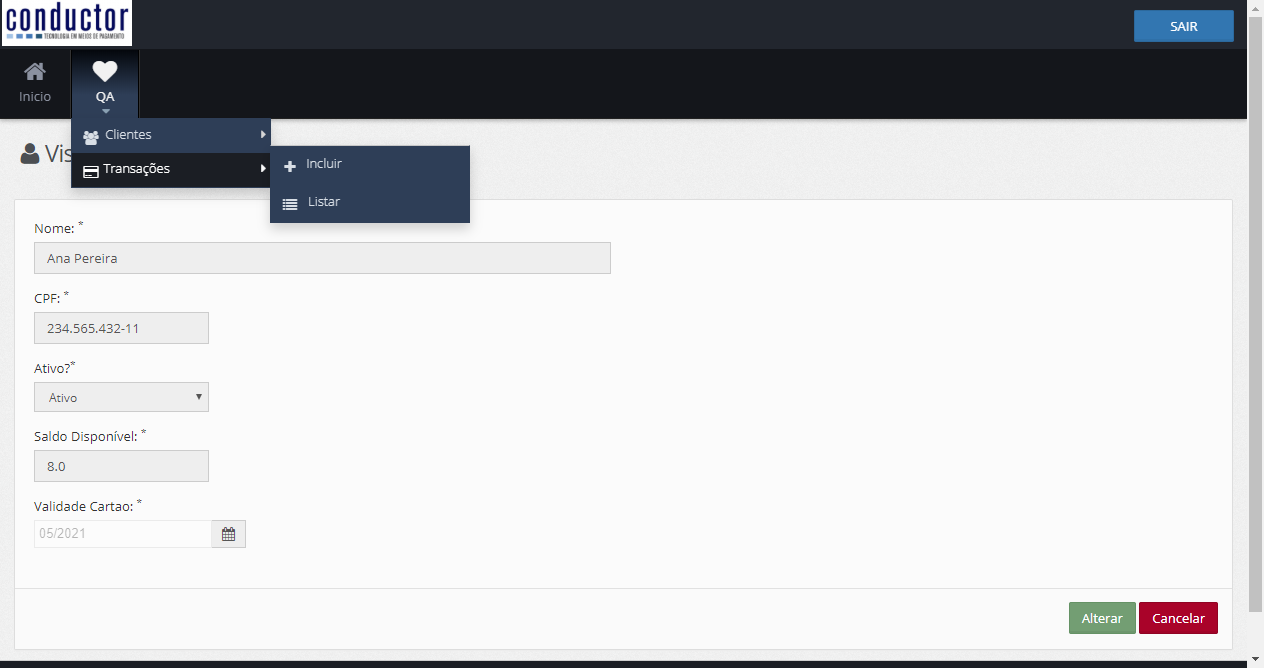 conductor
TECNOLOGIA EM MEIOS DE PAGAMENTO
SAIR
Inicio
QA
Clientes
Transações
Incluir
Listar
Vis
Nome: *
Ana Pereira
CPF: *
234.565.432-11
Ativo?*
Ativo
Saldo Disponível: *
8.0
Validade Cartao: *
05/2021
Alterar
Cancelar